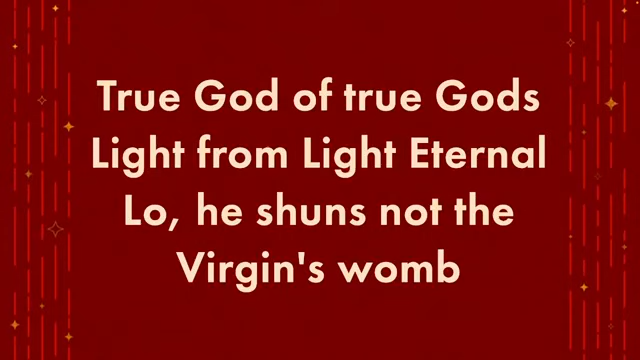 True God of true Gods
Light from Light Eternal
Lo, he shuns not the
Virgin's womb